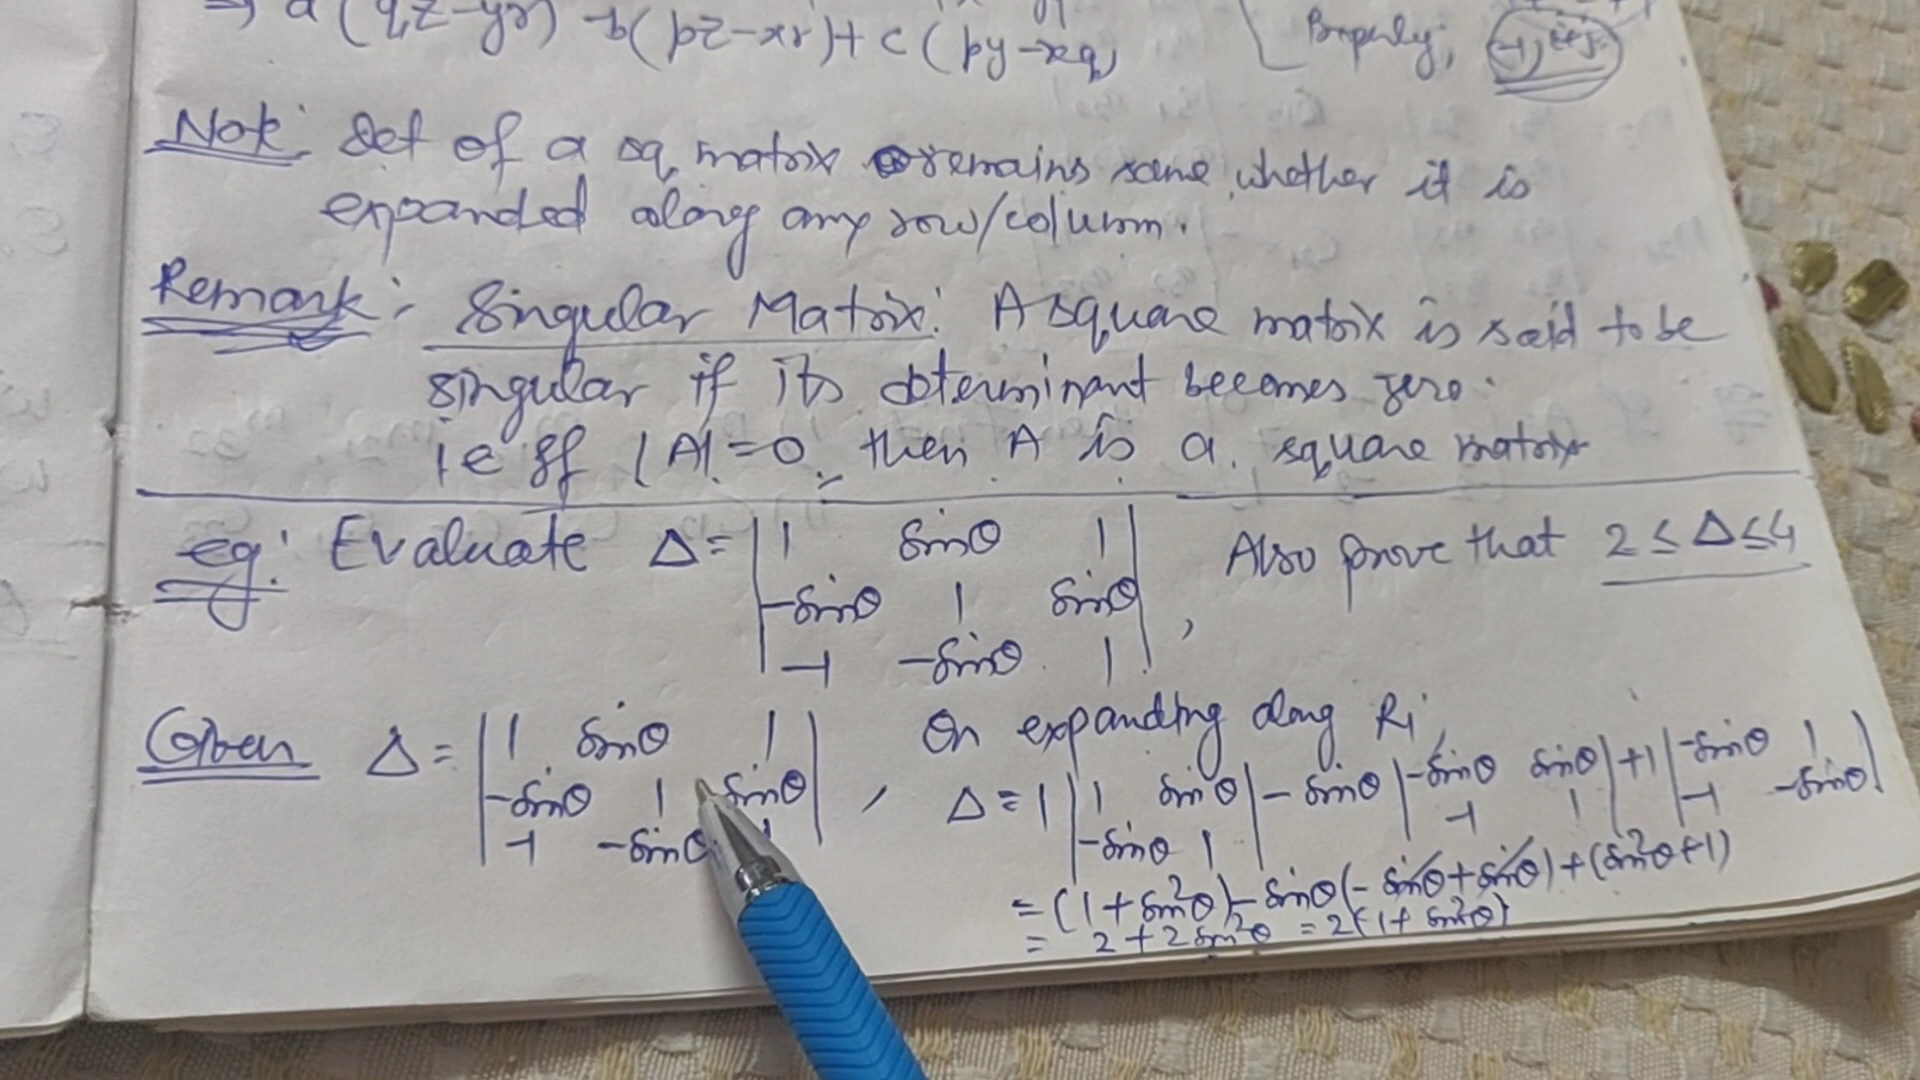 ⇒ a(qz-yr) -b(pz-xr)+c(py-xq)
Property; (-1)^{i+j}
Note: Det of a sq. matrix remains same whether it is
expanded along any row/column.
Remark: Singular Matrix: A square matrix is said to be
singular if its determinant becomes zero.
ie If |A|=0, then A is a square matrix
eg: Evaluate Δ= | 1 sinθ 1 | Also prove that 2 ≤ Δ ≤ 4
| -sinθ 1 sinθ | ,
| -1 -sinθ 1 |
Given Δ = | 1 sinθ 1 | On expanding along R1,
| -sinθ 1 sinθ | , Δ = 1 | 1 sinθ | - sinθ | -sinθ sinθ | +1 | -sinθ 1 |
| -1 -sinθ 1 | | -sinθ 1 | | -1 1 | | -1 -sinθ |
= (1+sin²θ) - sinθ(-sinθ+sinθ)+(sin²θ+1)
= 2+2sin²θ = 2(1+sin²θ)